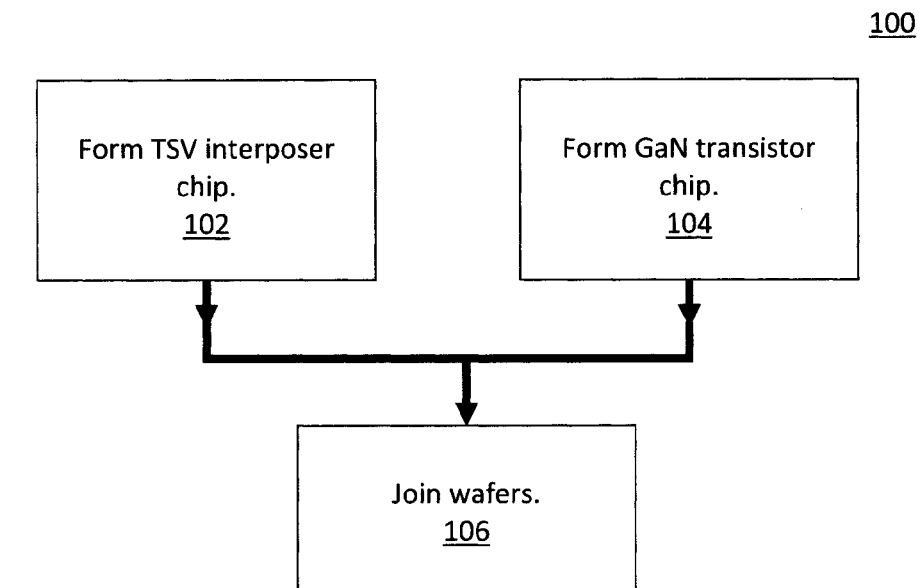 100
Form TSV interposer
chip.
102
Form GaN transistor
chip.
104
Join wafers.
106